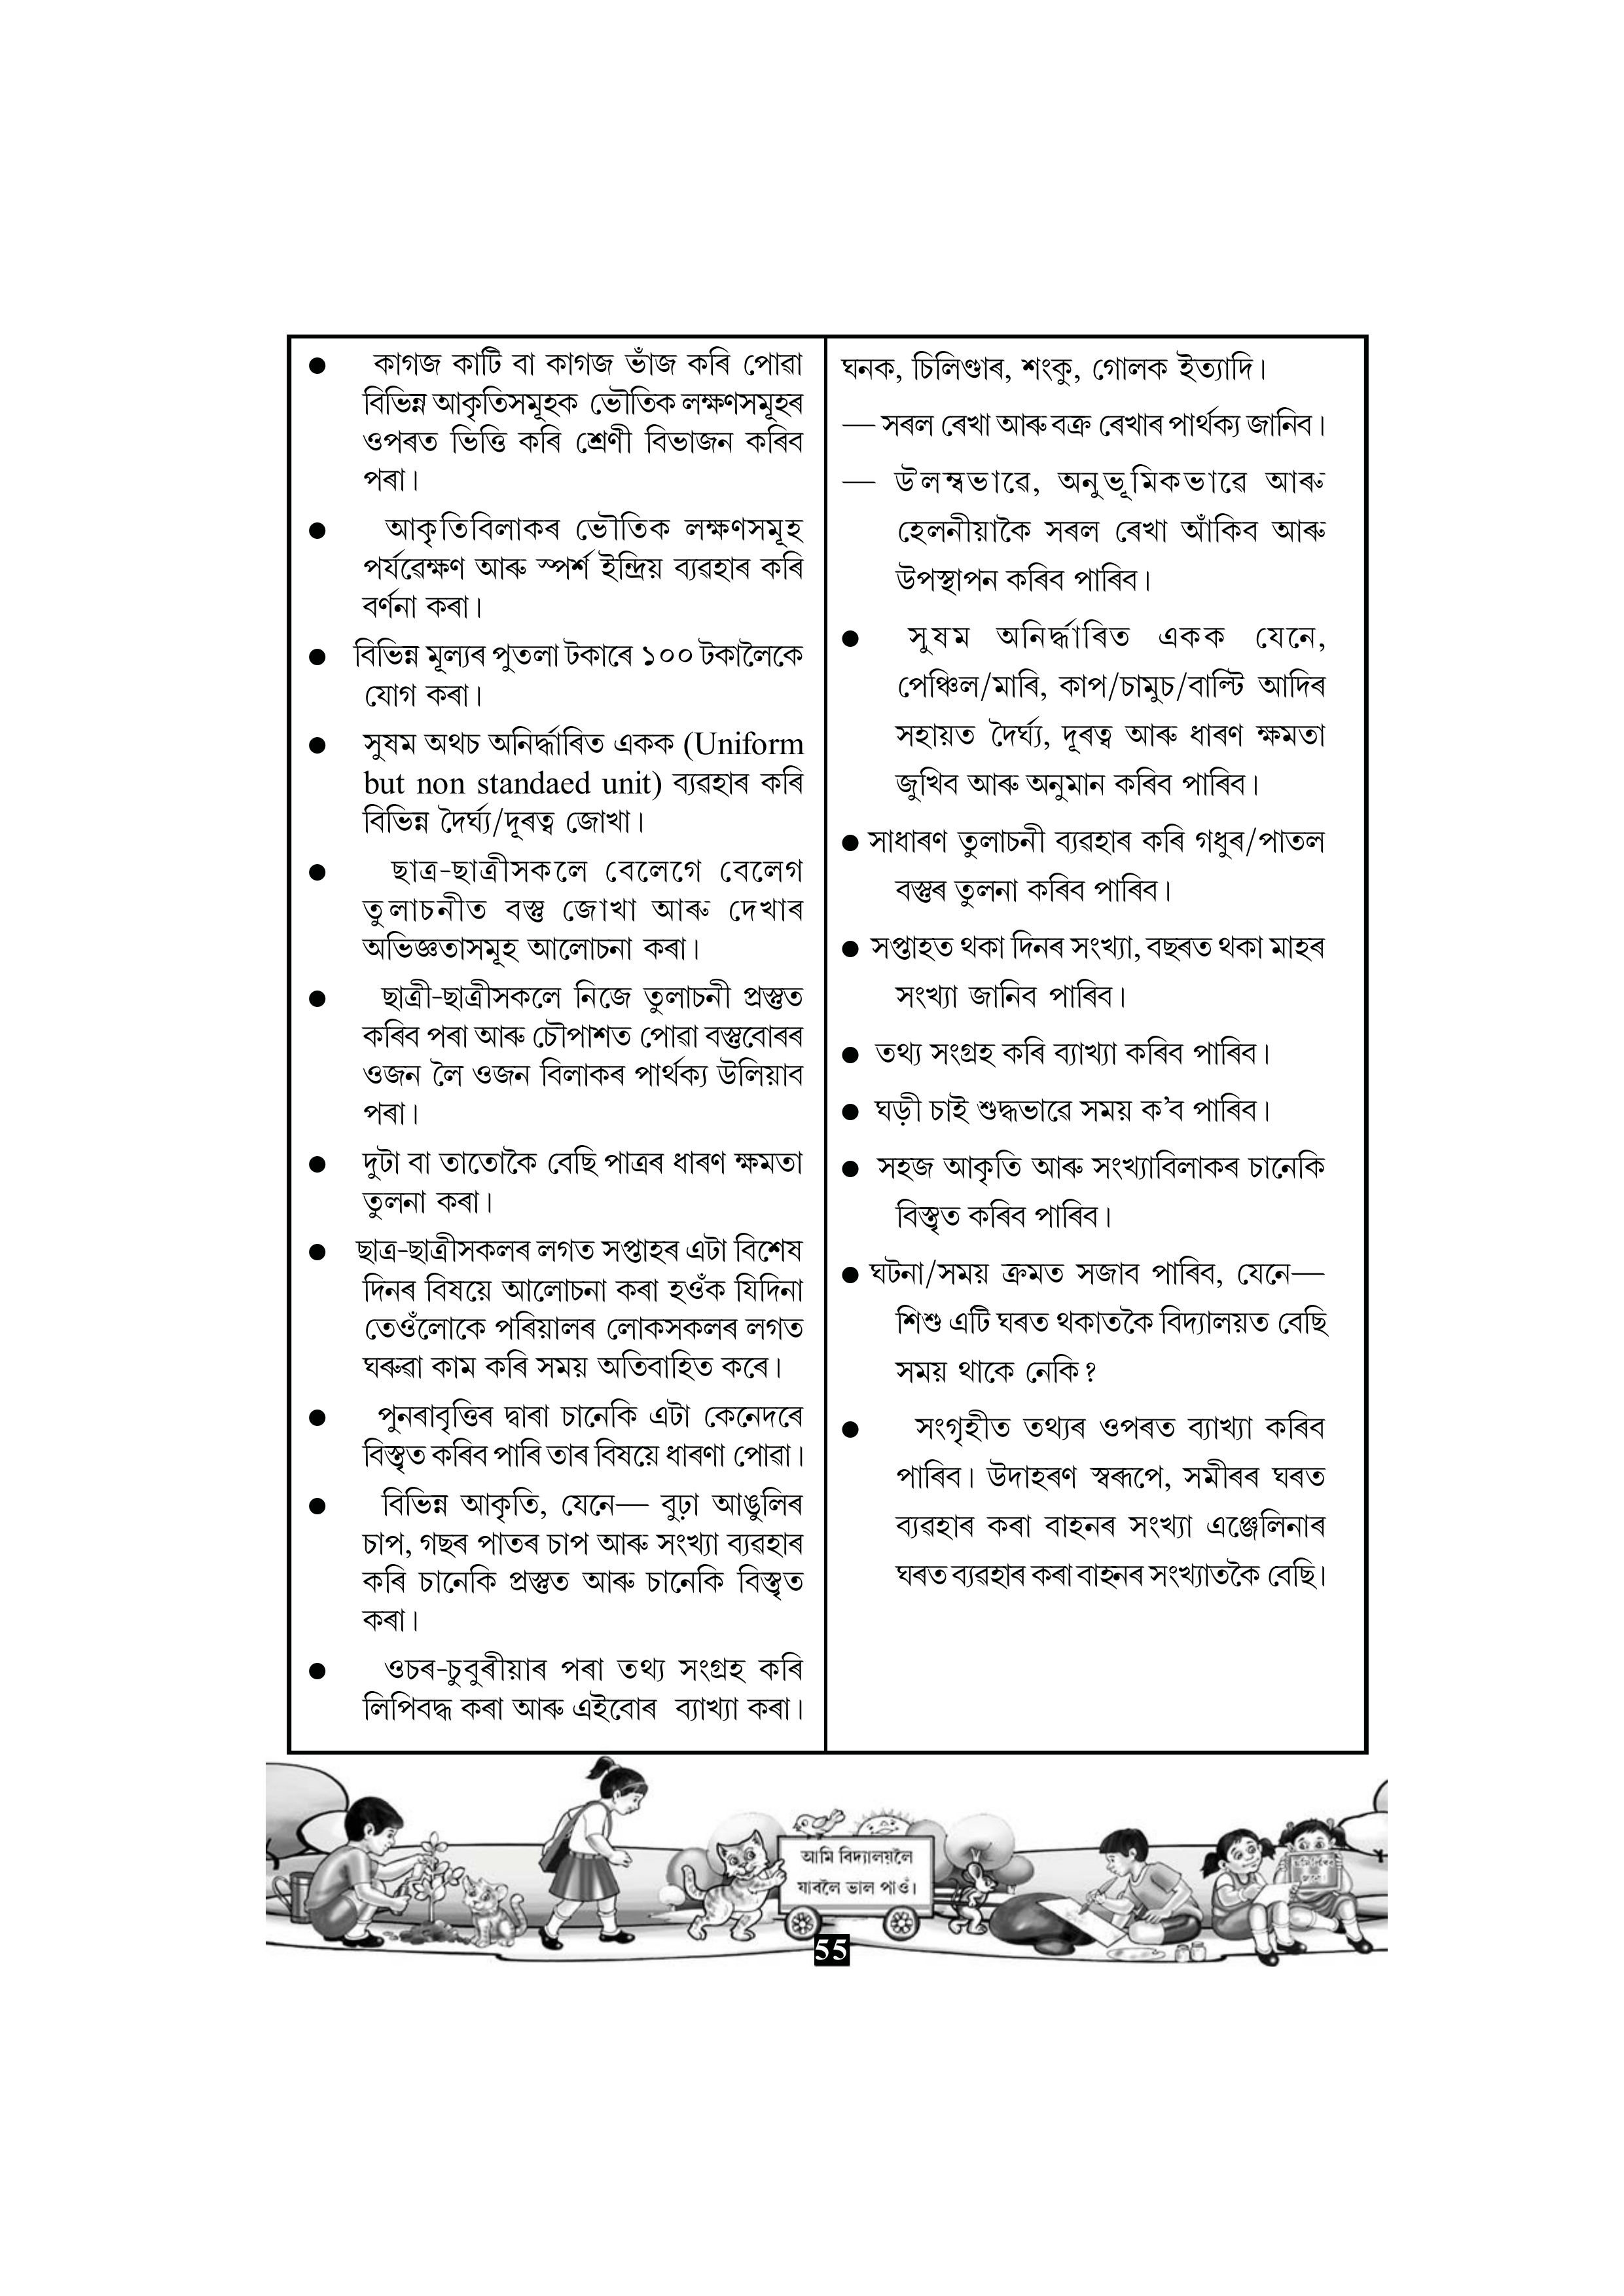 ● কাগজ কাটি বা কাগজ ভাঁজ কৰি পোৱা
বিভিন্ন আকৃতিসমূহক ভৌতিক লক্ষণসমূহৰ
ওপৰত ভিত্তি কৰি শ্ৰেণী বিভাজন কৰিব
পৰা।
● আকৃতিবিলাকৰ ভৌতিক লক্ষণসমূহ
পৰ্যবেক্ষণ আৰু স্পৰ্শ ইন্দ্ৰিয় ব্যৱহাৰ কৰি
বৰ্ণনা কৰা।
● বিভিন্ন মূল্যৰ পুতলা টকাৰে ১০০ টকালৈকে
যোগ কৰা।
● সুষম অথচ অনিৰ্দ্ধাৰিত একক (Uniform
but non standaed unit) ব্যৱহাৰ কৰি
বিভিন্ন দৈৰ্ঘ্য/দূৰত্ব জোখা।
● ছাত্ৰ-ছাত্ৰীসকলে বেলেগে বেলেগ
তুলাচনীত বস্তু জোখা আৰু দেখাৰ
অভিজ্ঞতাসমূহ আলোচনা কৰা।
● ছাত্ৰী-ছাত্ৰীসকলে নিজে তুলাচনী প্ৰস্তুত
কৰিব পৰা আৰু চৌপাশত পোৱা বস্তুবোৰৰ
ওজন লৈ ওজন বিলাকৰ পাৰ্থক্য উলিয়াব
পৰা।
● দুটা বা তাতোকৈ বেছি পাত্ৰৰ ধাৰণ ক্ষমতা
তুলনা কৰা।
● ছাত্ৰ-ছাত্ৰীসকলৰ লগত সপ্তাহৰ এটা বিশেষ
দিনৰ বিষয়ে আলোচনা কৰা হওঁক যিদিনা
তেওঁলোকে পৰিয়ালৰ লোকসকলৰ লগত
ঘৰুৱা কাম কৰি সময় অতিবাহিত কৰে।
● পুনৰাবৃত্তিৰ দ্বাৰা চানেকি এটা কেনেদৰে
বিস্তৃত কৰিব পাৰি তাৰ বিষয়ে ধাৰণা পোৱা।
● বিভিন্ন আকৃতি, যেনে— বুঢ়া আঙুলিৰ
চাপ, গছৰ পাতৰ চাপ আৰু সংখ্যা ব্যৱহাৰ
কৰি চানেকি প্ৰস্তুত আৰু চানেকি বিস্তৃত
কৰা।
● ওচৰ-চুবুৰীয়াৰ পৰা তথ্য সংগ্ৰহ কৰি
লিপিবদ্ধ কৰা আৰু এইবোৰ ব্যাখ্যা কৰা।
ঘনক, চিলিণ্ডাৰ, শংকু, গোলক ইত্যাদি।
— সৰল ৰেখা আৰু বক্ৰ ৰেখাৰ পাৰ্থক্য জানিব।
— উলম্বভাৱে, অনুভূমিকভাৱে আৰু
হেলনীয়াকৈ সৰল ৰেখা আঁকিব আৰু
উপস্থাপন কৰিব পাৰিব।
● সুষম অনিৰ্দ্ধাৰিত একক যেনে,
পেঞ্চিল/মাৰি, কাপ/চামুচ/বাল্টি আদিৰ
সহায়ত দৈৰ্ঘ্য, দূৰত্ব আৰু ধাৰণ ক্ষমতা
জুখিব আৰু অনুমান কৰিব পাৰিব।
● সাধাৰণ তুলাচনী ব্যৱহাৰ কৰি গধুৰ/পাতল
বস্তুৰ তুলনা কৰিব পাৰিব।
● সপ্তাহত থকা দিনৰ সংখ্যা, বছৰত থকা মাহৰ
সংখ্যা জানিব পাৰিব।
● তথ্য সংগ্ৰহ কৰি ব্যাখ্যা কৰিব পাৰিব।
● ঘড়ী চাই শুদ্ধভাৱে সময় ক’ব পাৰিব।
● সহজ আকৃতি আৰু সংখ্যাবিলাকৰ চানেকি
বিস্তৃত কৰিব পাৰিব।
● ঘটনা/সময় ক্ৰমত সজাব পাৰিব, যেনে—
শিশু এটি ঘৰত থকাতকৈ বিদ্যালয়ত বেছি
সময় থাকে নেকি?
● সংগৃহীত তথ্যৰ ওপৰত ব্যাখ্যা কৰিব
পাৰিব। উদাহৰণ স্বৰূপে, সমীৰৰ ঘৰত
ব্যৱহাৰ কৰা বাহনৰ সংখ্যা এঞ্জেলিনাৰ
ঘৰত ব্যৱহাৰ কৰা বাহনৰ সংখ্যাতকৈ বেছি।
আমি বিদ্যালয়লৈ
যাবলৈ ভাল পাওঁ।
55